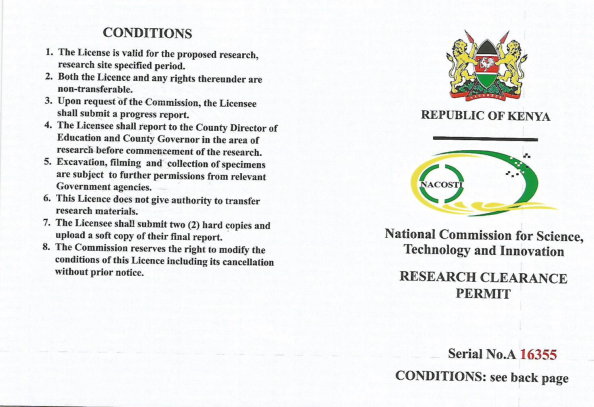 CONDITIONS
1. The License is valid for the proposed research,
research site specified period.
2. Both the Licence and any rights thereunder are
non-transferable.
3. Upon request of the Commission, the Licensee
shall submit a progress report.
4. The Licensee shall report to the County Director of
Education and County Governor in the area of
research before commencement of the research.
5. Excavation, filming and collection of specimens
are subject to further permissions from relevant
Government agencies.
6. This Licence does not give authority to transfer
research materials.
7. The Licensee shall submit two (2) hard copies and
upload a soft copy of their final report.
8. The Commission reserves the right to modify the
conditions of this Licence including its cancellation
without prior notice.
REPUBLIC OF KENYA
NACOSTI
National Commission for Science,
Technology and Innovation
RESEARCH CLEARANCE
PERMIT
Serial No.A 16355
CONDITIONS: see back page